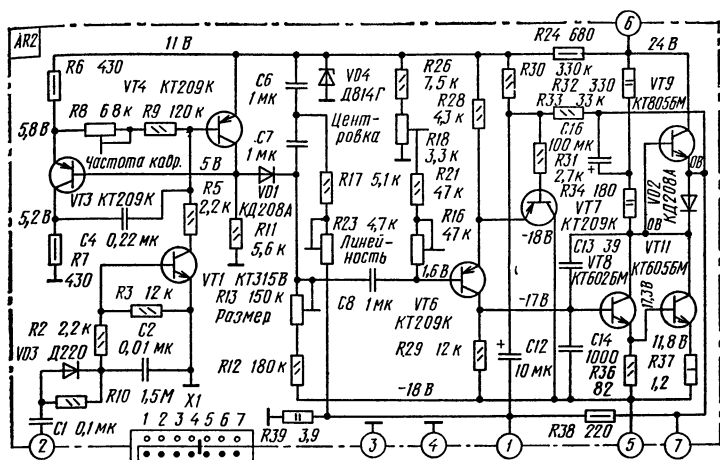 AR2
11 В
R24 680
6
24 В
R6 430
VT4
КТ209К
C6
1 мк
VD4
Д814Г
R26
7,5 к
R30
330 к
R32 330
R33 33 к
VT9
КТ805БМ
R8 68 к
R9 120 к
R28
4,3 к
5,8 В
Центровка
C16
100 мк
0В
Частота кадр.
5 В
C7
1 мк
R18
3,3 к
R31
2,7 к
VD2
КД208А
VT3 КТ209К
R5
2,2 к
VD1
КД208А
R17 5,1 к
R21
47 к
R34 180
VT7
КТ209К
5,2 В
C4
0,22 мк
R11
5,6 к
R23 4,7 к
Линейность
R16
47 к
-18 В
0В
R7
430
VT1 КТ315В
1,6 В
C13 39
VT8
КТ602БМ
VT11
КТ805БМ
R3 12 к
R13 150 к
Размер
C8 1 мк
VT6
КТ209К
-17 В
17,3В
R2
2,2 к
C2
0,01 мк
R29 12 к
+
C12
10 мк
C14
1000
11,8 В
VD3
Д220
R12 180 к
R36
82
R37
1,2
R10
1,5М
X1
-18 В
C1 0,1 мк
1 2 3 4 5 6 7
R39 3,9
R38 220
2
3
4
1
5
7